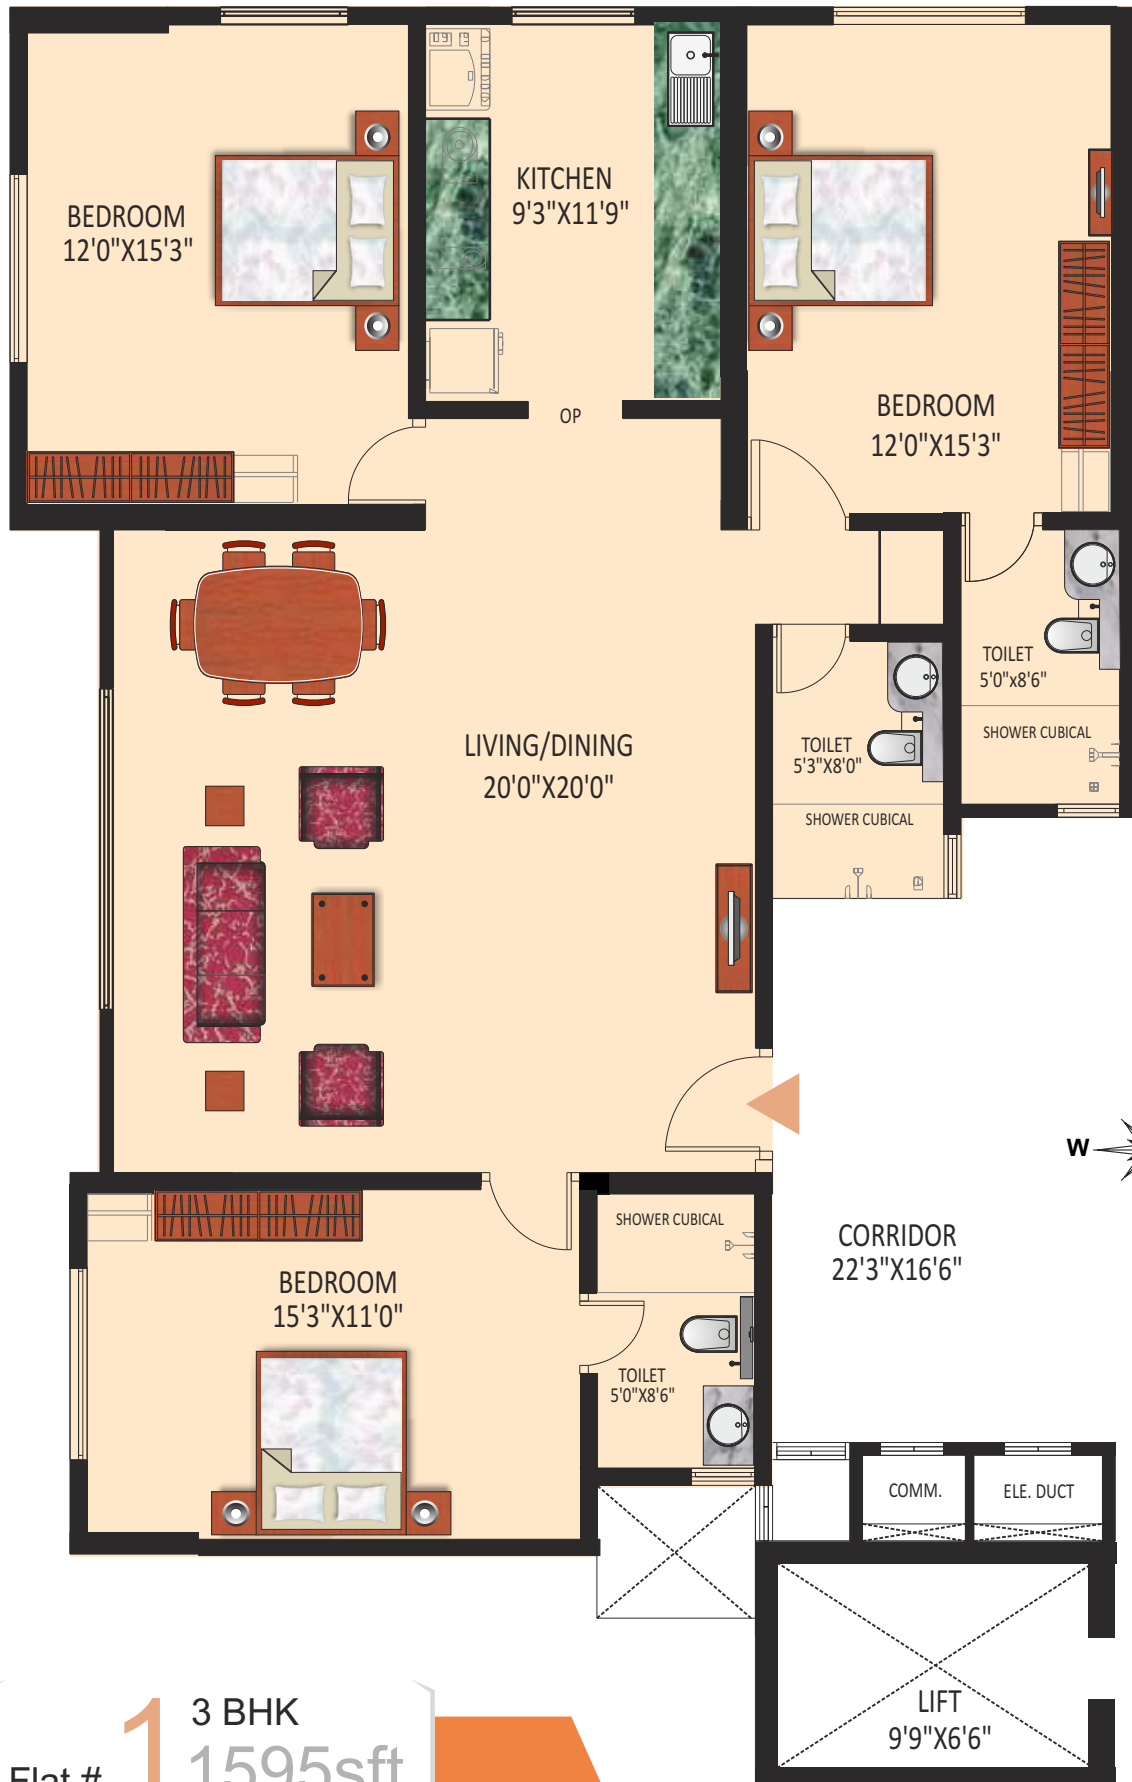 BEDROOM
12'0"X15'3"
KITCHEN
9'3"X11'9"
OP
BEDROOM
12'0"X15'3"
TOILET
5'0"x8'6"
SHOWER CUBICAL
TOILET
5'3"X8'0"
SHOWER CUBICAL
LIVING/DINING
20'0"X20'0"
W
CORRIDOR
22'3"X16'6"
SHOWER CUBICAL
BEDROOM
15'3"X11'0"
TOILET
5'0"X8'6"
COMM.
ELE. DUCT
LIFT
9'9"X6'6"
3 BHK
Flat # 1 1595sft